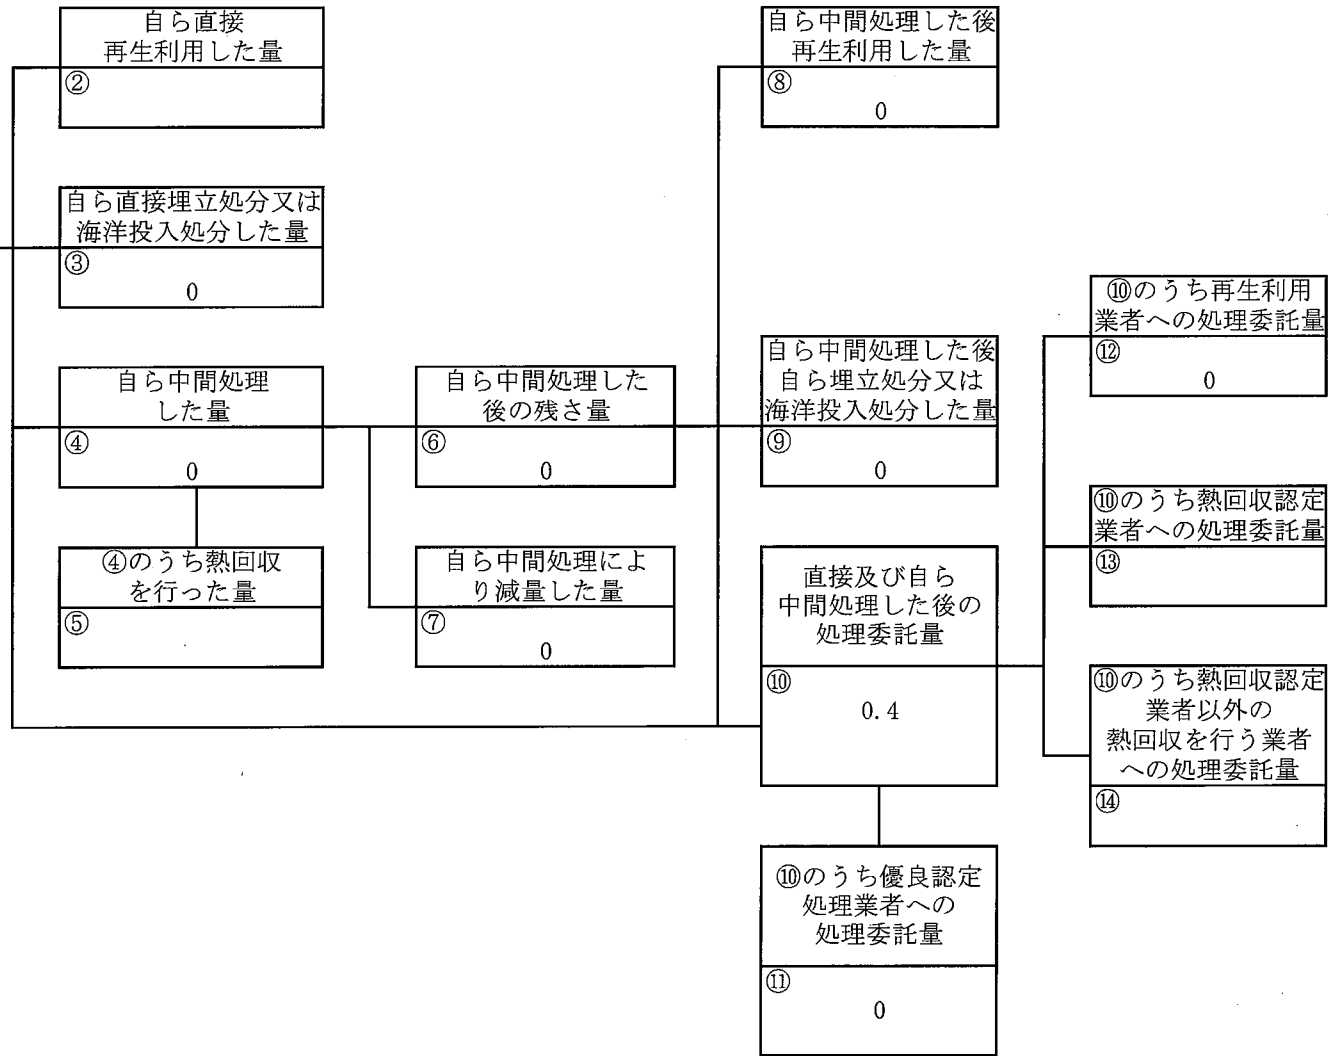 自ら直接
再生利用した量
②
自ら直接埋立処分又は
海洋投入処分した量
③
0
自ら中間処理
した量
④
0
④のうち熱回収
を行った量
⑤
自ら中間処理した
後の残さ量
⑥
0
自ら中間処理によ
り減量した量
⑦
0
自ら中間処理した後
再生利用した量
⑧
0
自ら中間処理した後
自ら埋立処分又は
海洋投入処分した量
⑨
0
直接及び自ら
中間処理した後の
処理委託量
⑩
0.4
⑩のうち優良認定
処理業者への
処理委託量
⑪
0
⑩のうち再生利用
業者への処理委託量
⑫
0
⑩のうち熱回収認定
業者への処理委託量
⑬
⑩のうち熱回収認定
業者以外の
熱回収を行う業者
への処理委託量
⑭